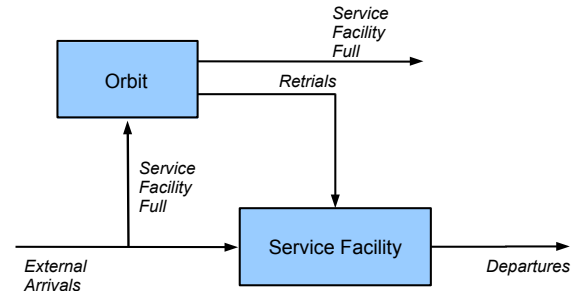 Service
Facility
Full
Orbit
Retrials
Service
Facility
Full
Service Facility
External
Arrivals
Departures